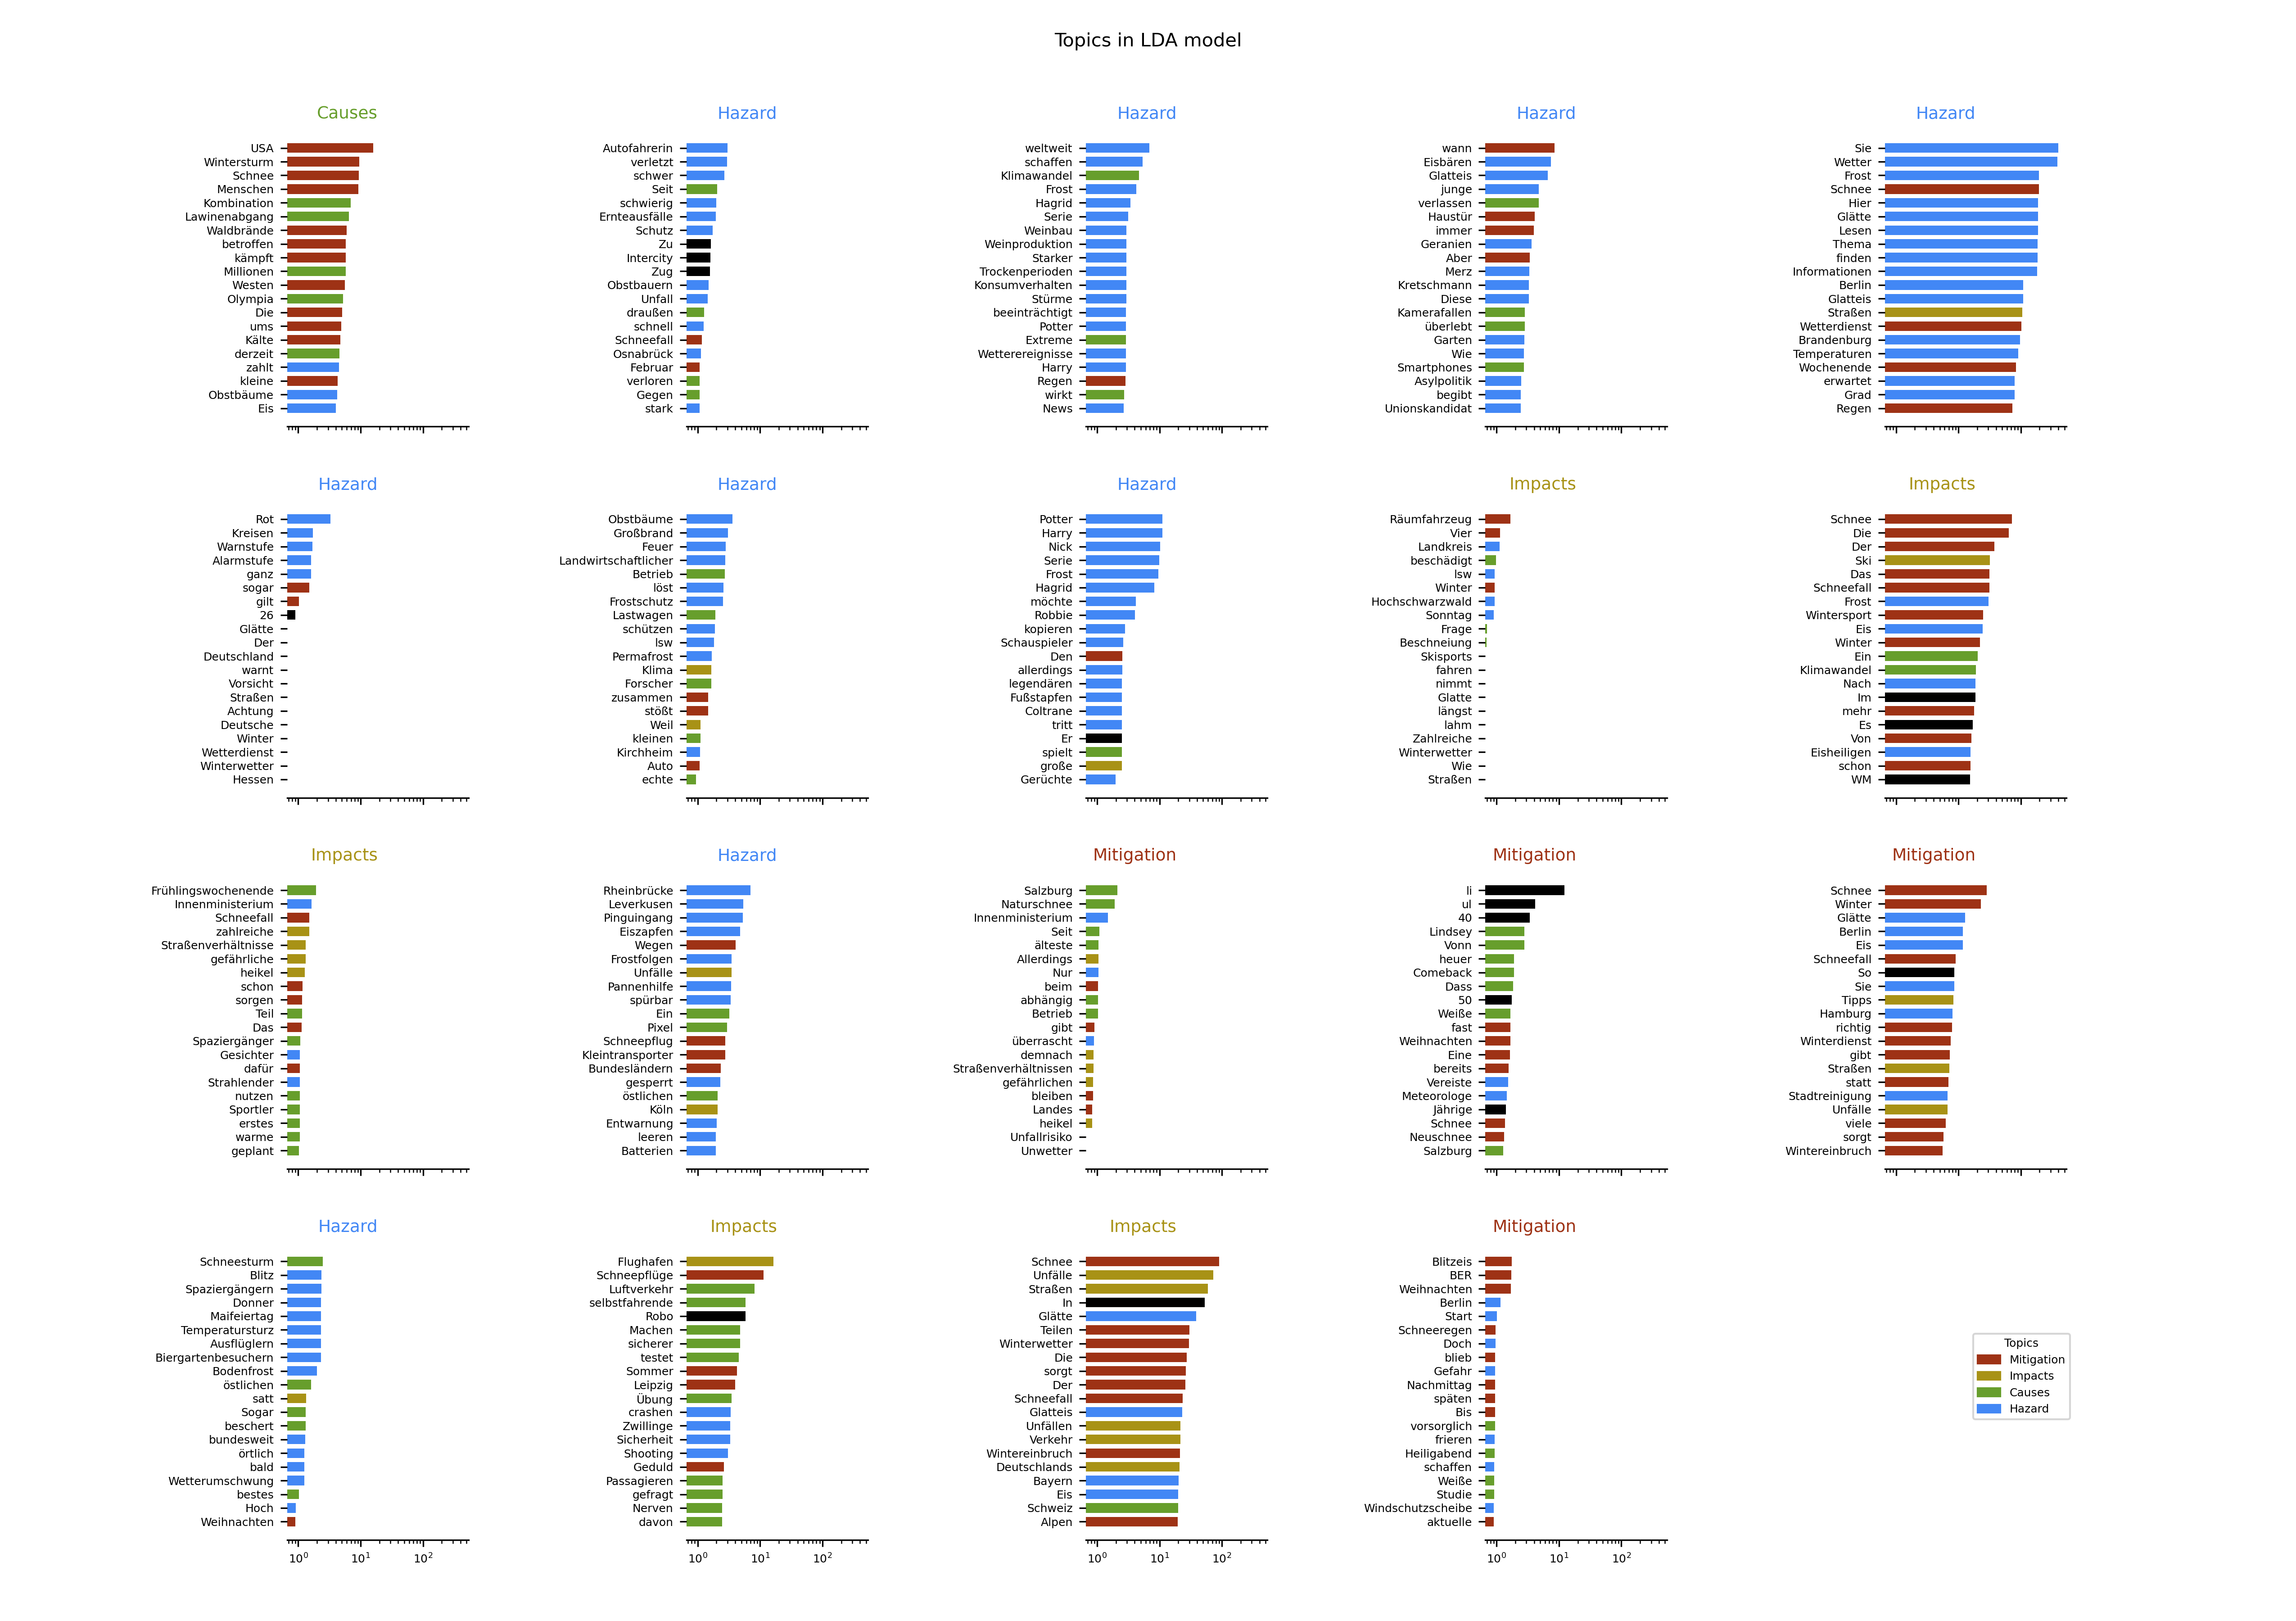 Topics in LDA model
Causes
USA
Wintersturm
Schnee
Menschen
Kombination
Lawinenabgang
Waldbrände
betroffen
kämpft
Millionen
Westen
Olympia
Die
ums
Kälte
derzeit
zahlt
kleine
Obstbäume
Eis
Hazard
Autofahrerin
verletzt
schwer
Seit
schwierig
Ernteausfälle
Schutz
Zu
Intercity
Zug
Obstbauern
Unfall
draußen
schnell
Schneefall
Osnabrück
Februar
verloren
Gegen
stark
Hazard
weltweit
schaffen
Klimawandel
Frost
Hagrid
Serie
Weinbau
Weinproduktion
Starker
Trockenperioden
Konsumverhalten
Stürme
beeinträchtigt
Potter
Extreme
Wetterereignisse
Harry
Regen
wirkt
News
Hazard
wann
Eisbären
Glatteis
junge
verlassen
Haustür
immer
Geranien
Aber
Merz
Kretschmann
Diese
Kamerafallen
überlebt
Garten
Wie
Smartphones
Asylpolitik
begibt
Unionskandidat
Hazard
Sie
Wetter
Frost
Schnee
Hier
Glätte
Lesen
Thema
finden
Informationen
Berlin
Glatteis
Straßen
Wetterdienst
Brandenburg
Temperaturen
Wochenende
erwartet
Grad
Regen
Hazard
Rot
Kreisen
Warnstufe
Alarmstufe
ganz
sogar
gilt
26
Glätte
Der
Deutschland
warnt
Vorsicht
Straßen
Achtung
Deutsche
Winter
Wetterdienst
Winterwetter
Hessen
Hazard
Obstbäume
Großbrand
Feuer
Landwirtschaftlicher
Betrieb
löst
Frostschutz
Lastwagen
schützen
lsw
Permafrost
Klima
Forscher
zusammen
stößt
Weil
kleinen
Kirchheim
Auto
echte
Hazard
Potter
Harry
Nick
Serie
Frost
Hagrid
möchte
Robbie
kopieren
Schauspieler
Den
allerdings
legendären
Fußstapfen
Coltrane
tritt
Er
spielt
große
Gerüchte
Impacts
Räumfahrzeug
Vier
Landkreis
beschädigt
lsw
Winter
Hochschwarzwald
Sonntag
Frage
Beschneiung
Skisports
fahren
nimmt
Glatte
längst
lahm
Zahlreiche
Winterwetter
Wie
Straßen
Impacts
Schnee
Die
Der
Ski
Das
Schneefall
Frost
Wintersport
Eis
Winter
Ein
Klimawandel
Nach
Im
mehr
Es
Von
Eisheiligen
schon
WM
Impacts
Frühlingswochenende
Innenministerium
Schneefall
zahlreiche
Straßenverhältnisse
gefährliche
heikel
schon
sorgen
Teil
Das
Spaziergänger
Gesichter
dafür
Strahlender
nutzen
Sportler
erstes
warme
geplant
Hazard
Rheinbrücke
Leverkusen
Pinguingang
Eiszapfen
Wegen
Frostfolgen
Unfälle
Pannenhilfe
spürbar
Ein
Pixel
Schneepflug
Kleintransporter
Bundesländern
gesperrt
östlichen
Köln
Entwarnung
leeren
Batterien
Mitigation
Salzburg
Naturschnee
Innenministerium
Seit
älteste
Allerdings
Nur
beim
abhängig
Betrieb
gibt
überrascht
demnach
Straßenverhältnissen
gefährlichen
bleiben
Landes
heikel
Unfallrisiko
Unwetter
Mitigation
li
ul
40
Lindsey
Vonn
heuer
Comeback
Dass
50
Weiße
fast
Weihnachten
Eine
bereits
Vereiste
Meteorologe
Jährige
Schnee
Neuschnee
Salzburg
Mitigation
Schnee
Winter
Glätte
Berlin
Eis
Schneefall
So
Sie
Tipps
Hamburg
richtig
Winterdienst
gibt
Straßen
statt
Stadtreinigung
Unfälle
viele
sorgt
Wintereinbruch
Hazard
Schneesturm
Blitz
Spaziergängern
Donner
Maifeiertag
Temperatursturz
Ausflüglern
Biergartenbesuchern
Bodenfrost
östlichen
satt
Sogar
beschert
bundesweit
örtlich
bald
Wetterumschwung
bestes
Hoch
Weihnachten
10⁰ 10¹ 10²
Impacts
Flughafen
Schneepflüge
Luftverkehr
selbstfahrende
Robo
Machen
sicherer
testet
Sommer
Leipzig
Übung
crashen
Zwillinge
Sicherheit
Shooting
Geduld
Passagieren
gefragt
Nerven
davon
10⁰ 10¹ 10²
Impacts
Schnee
Unfälle
Straßen
In
Glätte
Teilen
Winterwetter
Die
sorgt
Der
Schneefall
Glatteis
Unfällen
Verkehr
Wintereinbruch
Deutschlands
Bayern
Eis
Schweiz
Alpen
10⁰ 10¹ 10²
Mitigation
Blitzeis
BER
Weihnachten
Berlin
Start
Schneeregen
Doch
blieb
Gefahr
Nachmittag
späten
Bis
vorsorglich
frieren
Heiligabend
schaffen
Weiße
Studie
Windschutzscheibe
aktuelle
10⁰ 10¹ 10²
Topics
Mitigation
Impacts
Causes
Hazard